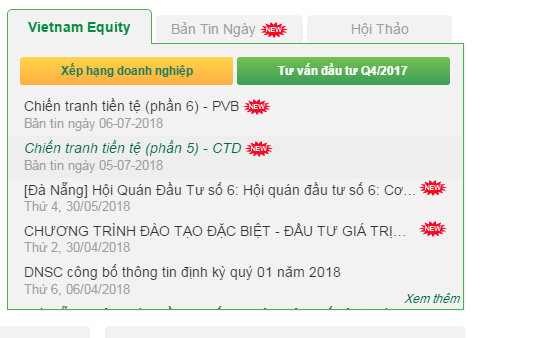 Vietnam Equity
Bản Tin Ngày NEW
Hội Thảo
Xếp hạng doanh nghiệp
Tư vấn đầu tư Q4/2017
Chiến tranh tiền tệ (phần 6) - PVB NEW
Bản tin ngày 06-07-2018
Chiến tranh tiền tệ (phần 5) - CTD NEW
Bản tin ngày 05-07-2018
[Đà Nẵng] Hội Quán Đầu Tư số 6: Hội quán đầu tư số 6: Cơ... NEW
Thứ 4, 30/05/2018
CHƯƠNG TRÌNH ĐÀO TẠO ĐẶC BIỆT - ĐẦU TƯ GIÁ TRỊ... NEW
Thứ 2, 30/04/2018
DNSC công bố thông tin định kỳ quý 01 năm 2018
Thứ 6, 06/04/2018
Xem thêm